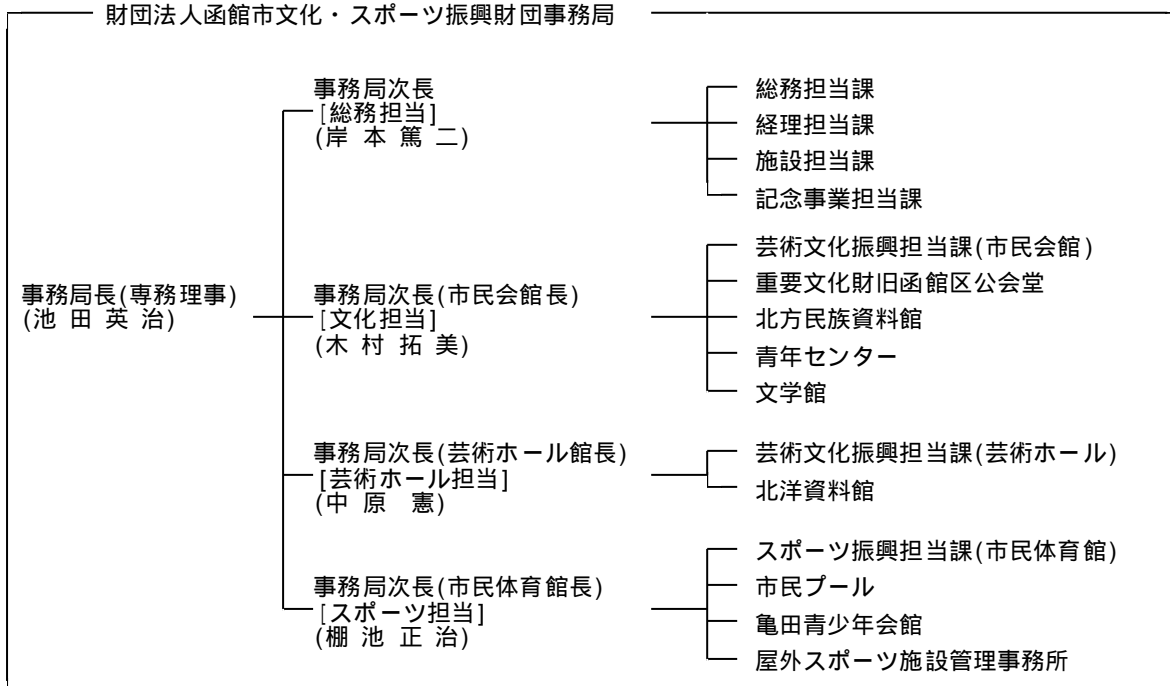 財団法人函館市文化・スポーツ振興財団事務局
事務局長(専務理事)
(池 田 英 治)
事務局次長
[総務担当]
(岸 本 篤 二)
総務担当課
経理担当課
施設担当課
記念事業担当課
事務局次長(市民会館長)
[文化担当]
(木 村 拓 美)
芸術文化振興担当課(市民会館)
重要文化財旧函館区公会堂
北方民族資料館
青年センター
文学館
事務局次長(芸術ホール館長)
[芸術ホール担当]
(中 原 憲)
芸術文化振興担当課(芸術ホール)
北洋資料館
事務局次長(市民体育館長)
[スポーツ担当]
(棚 池 正 治)
スポーツ振興担当課(市民体育館)
市民プール
亀田青少年会館
屋外スポーツ施設管理事務所